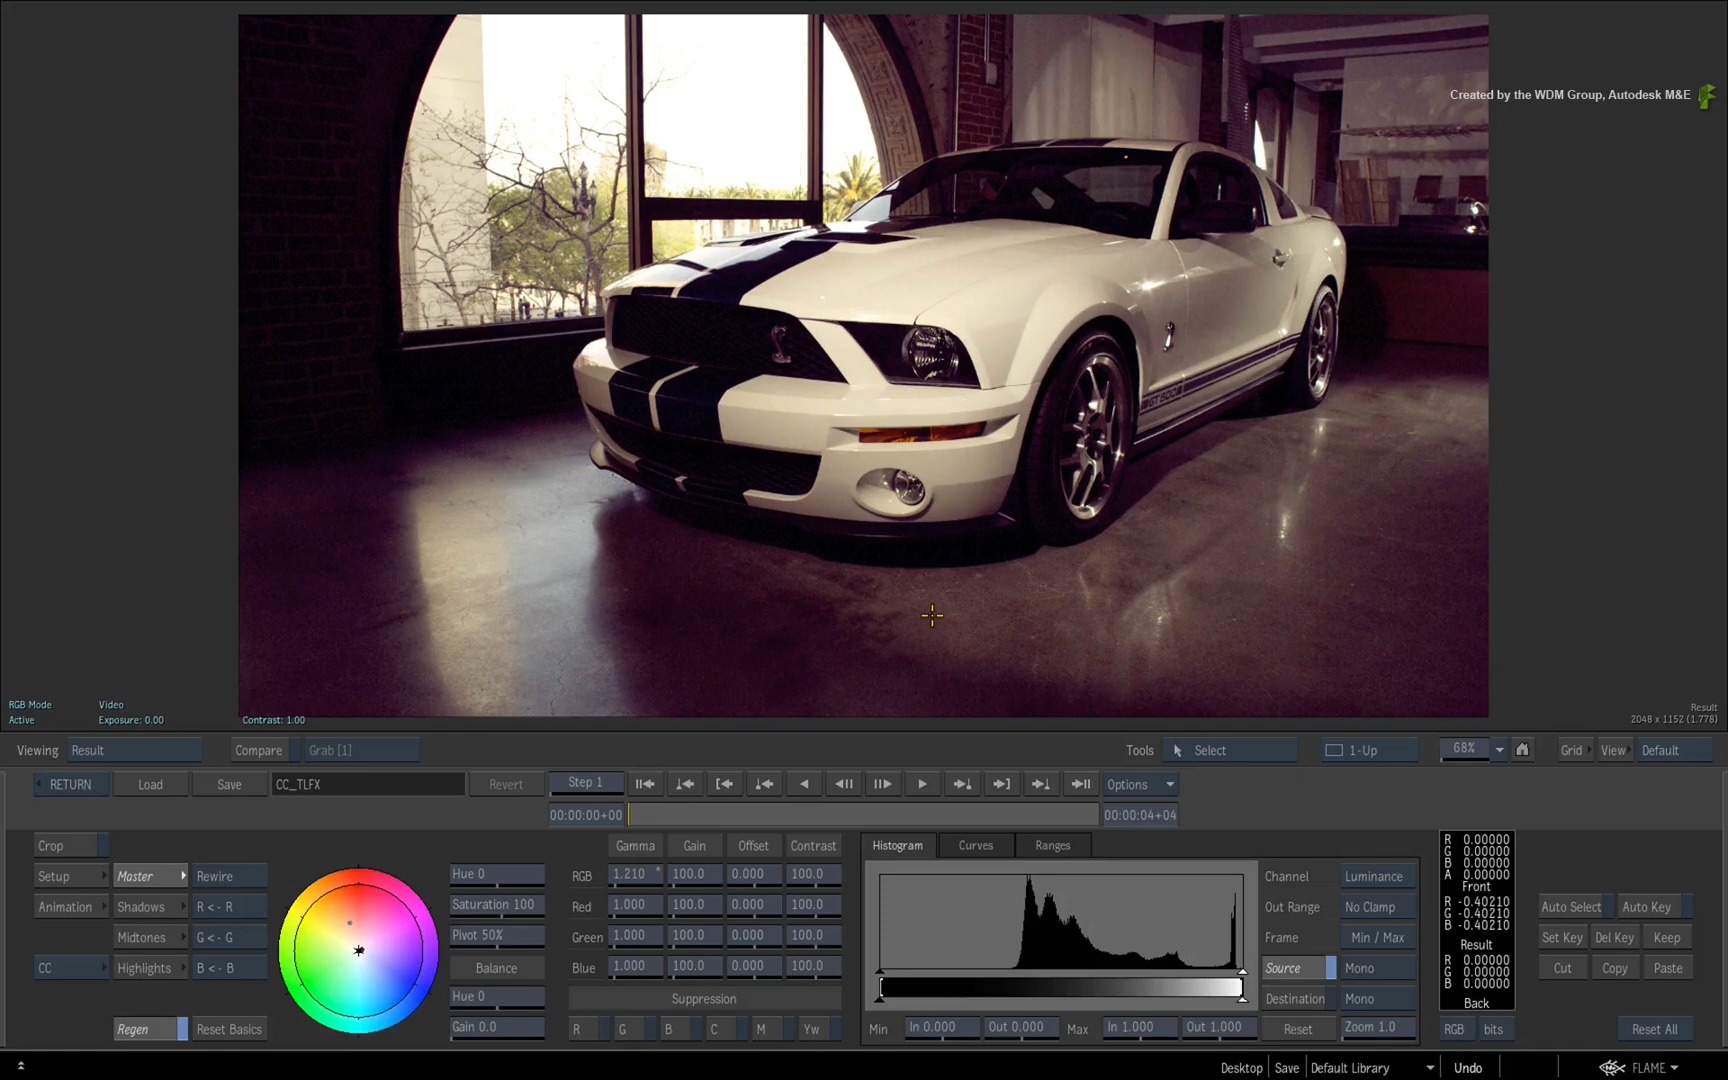 Created by the WDM Group, Autodesk M&E
GT 500
RGB Mode Video
Active Exposure: 0.00 Contrast: 1.00
Result
2048 x 1152 (1.778)
Viewing Result Compare Grab [1] Tools Select 1-Up 68% Grid View Default
RETURN Load Save CC_TLFX Revert Step 1 Options
00:00:00+00 00:00:04+04
Crop Gamma Gain Offset Contrast Histogram Curves Ranges
Setup Master Rewire Hue 0 RGB 1.210 * 100.0 0.000 100.0 Channel Luminance
Animation Shadows R <- R Saturation 100 Red 1.000 100.0 0.000 100.0 Out Range No Clamp
Midtones G <- G Pivot 50% Green 1.000 100.0 0.000 100.0 Frame Min / Max
CC Highlights B <- B Balance Blue 1.000 100.0 0.000 100.0 Source Mono
Hue 0 Suppression Destination Mono
Regen Reset Basics Gain 0.0 R G B C M Yw Min In 0.000 Out 0.000 Max In 1.000 Out 1.000 Reset Zoom 1.0
R 0.00000
G 0.00000
B 0.00000
A 0.00000
Front
R -0.40210
G -0.40210
B -0.40210
Result
R 0.00000
G 0.00000
B 0.00000
Back
RGB bits
Auto Select Auto Key
Set Key Del Key Keep
Cut Copy Paste
Reset All
Desktop Save Default Library Undo FLAME